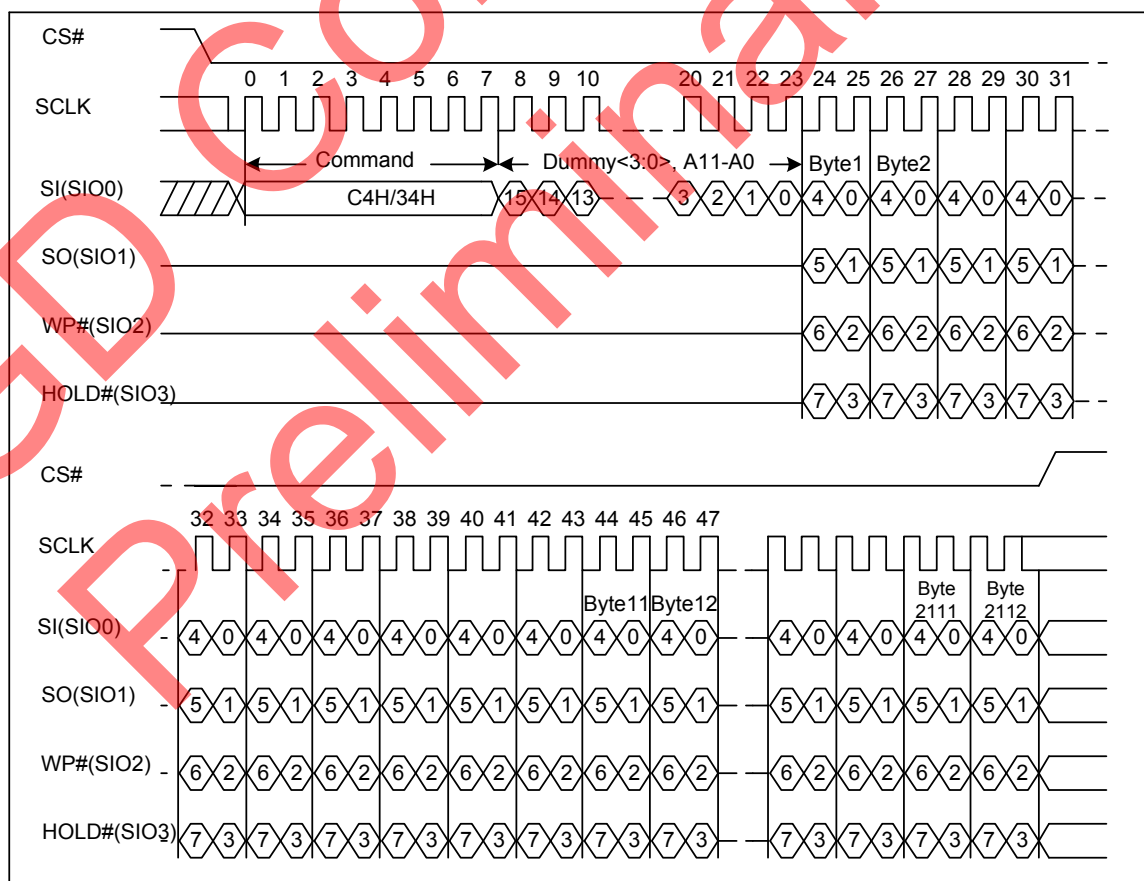 CS#
0 1 2 3 4 5 6 7 8 9 10 20 21 22 23 24 25 26 27 28 29 30 31
SCLK
Command Dummy<3:0>, A11-A0 Byte1 Byte2
SI(SIO0) C4H/34H 15 14 13 3 2 1 0 4 0 4 0 4 0 4 0
SO(SIO1) 5 1 5 1 5 1 5 1
WP#(SIO2) 6 2 6 2 6 2 6 2
HOLD#(SIO3) 7 3 7 3 7 3 7 3
CS#
32 33 34 35 36 37 38 39 40 41 42 43 44 45 46 47
SCLK
Byte11 Byte12 Byte 2111 Byte 2112
SI(SIO0) 4 0 4 0 4 0 4 0 4 0 4 0 4 0 4 0 4 0 4 0 4 0 4 0
SO(SIO1) 5 1 5 1 5 1 5 1 5 1 5 1 5 1 5 1 5 1 5 1 5 1 5 1
WP#(SIO2) 6 2 6 2 6 2 6 2 6 2 6 2 6 2 6 2 6 2 6 2 6 2 6 2
HOLD#(SIO3) 7 3 7 3 7 3 7 3 7 3 7 3 7 3 7 3 7 3 7 3 7 3 7 3
GD Co
Prelimina